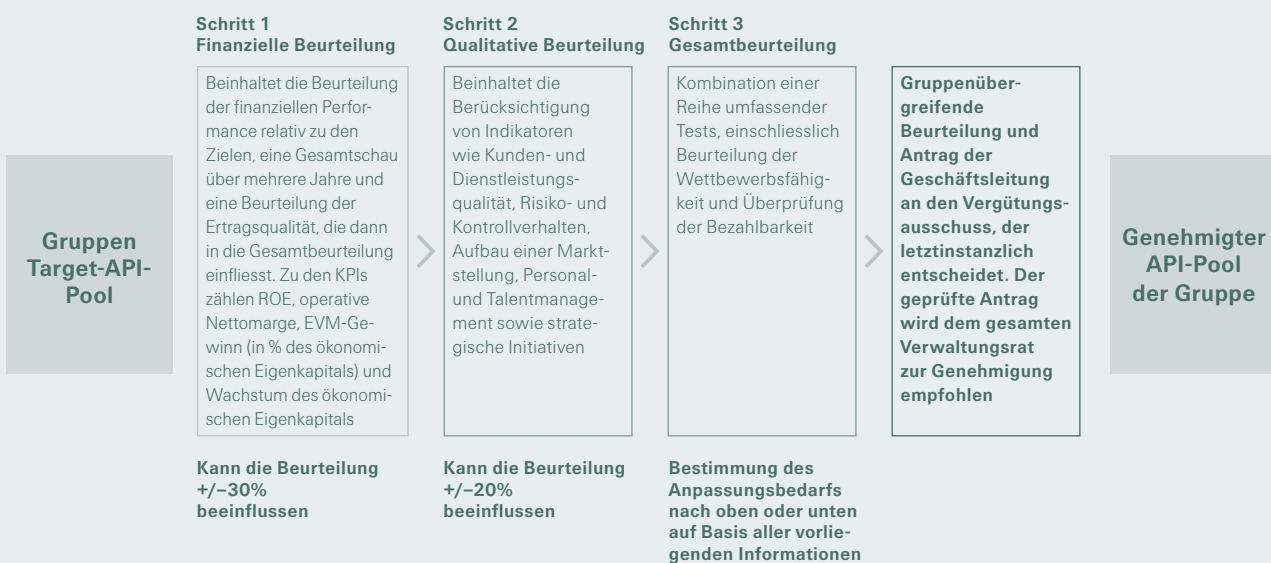 Gruppen
Target-API-
Pool
Schritt 1
Finanzielle Beurteilung
Beinhaltet die Beurteilung
der finanziellen Perfor-
mance relativ zu den
Zielen, eine Gesamtschau
über mehrere Jahre und
eine Beurteilung der
Ertragsqualität, die dann
in die Gesamtbeurteilung
einfliesst. Zu den KPIs
zählen ROE, operative
Nettomarge, EVM-Ge-
winn (in % des ökonomi-
schen Eigenkapitals) und
Wachstum des ökonomi-
schen Eigenkapitals
Kann die Beurteilung
+/–30%
beeinflussen
Schritt 2
Qualitative Beurteilung
Beinhaltet die
Berücksichtigung
von Indikatoren
wie Kunden- und
Dienstleistungs-
qualität, Risiko- und
Kontrollverhalten,
Aufbau einer Markt-
stellung, Personal-
und Talentmanage-
ment sowie strate-
gische Initiativen
Kann die Beurteilung
+/–20%
beeinflussen
Schritt 3
Gesamtbeurteilung
Kombination einer
Reihe umfassender
Tests, einschliesslich
Beurteilung der
Wettbewerbsfähig-
keit und Überprüfung
der Bezahlbarkeit
Bestimmung des
Anpassungsbedarfs
nach oben oder unten
auf Basis aller vorlie-
genden Informationen
Gruppenüber-
greifende
Beurteilung und
Antrag der
Geschäftsleitung
an den Vergütungs-
ausschuss, der
letztinstanzlich
entscheidet. Der
geprüfte Antrag
wird dem gesamten
Verwaltungsrat
zur Genehmigung
empfohlen
Genehmigter
API-Pool
der Gruppe